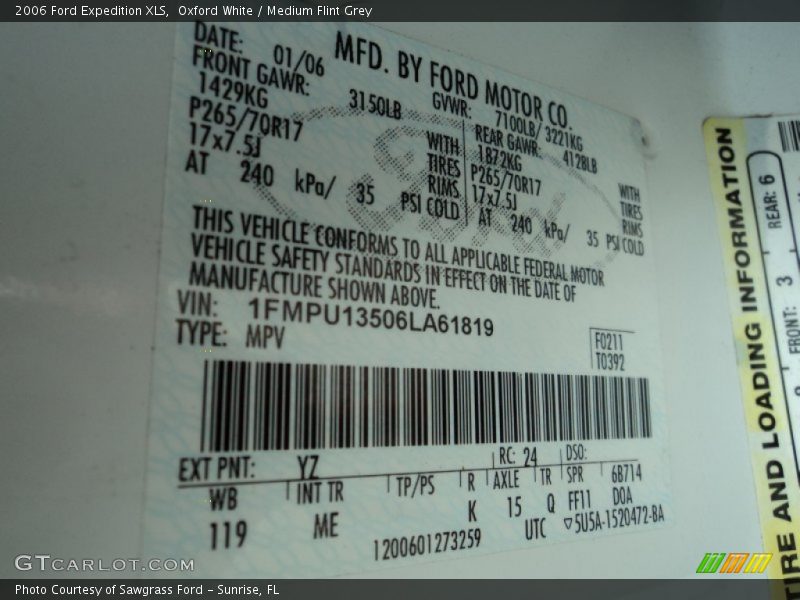 2006 Ford Expedition XLS, Oxford White / Medium Flint Grey
DATE: 01/06 MFD. BY FORD MOTOR CO.
FRONT GAWR: 3150LB GVWR: 7100LB/ 3221KG
1429KG WITH REAR GAWR: 4128LB
P265/70R17 TIRES 1872KG WITH
17x7.5J RIMS P265/70R17 TIRES
AT 240 kPa/ 35 PSI COLD 17x7.5J RIMS
AT 240 kPa/ 35 PSI COLD
Ford
THIS VEHICLE CONFORMS TO ALL APPLICABLE FEDERAL MOTOR
VEHICLE SAFETY STANDARDS IN EFFECT ON THE DATE OF
MANUFACTURE SHOWN ABOVE.
VIN: 1FMPU13506LA61819
TYPE: MPV
F0211
T0392
EXT PNT: YZ RC: 24 DSO:
WB INT TR TP/PS R AXLE TR SPR 6B714
119 ME K 15 Q FF11 DOA
1200601273259 UTC ▽5U5A-1520472-BA
TIRE AND LOADING INFORMATION
FRONT: 3 REAR: 6
GTCARLOT.COM
Photo Courtesy of Sawgrass Ford - Sunrise, FL